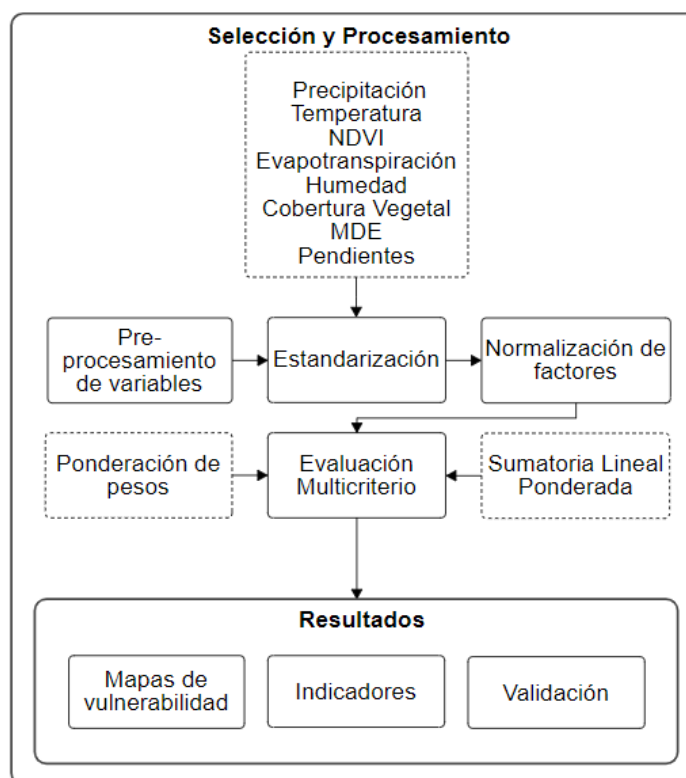 Selección y Procesamiento
Precipitación
Temperatura
NDVI
Evapotranspiración
Humedad
Cobertura Vegetal
MDE
Pendientes
Pre-
procesamiento
de variables
Estandarización
Normalización de
factores
Ponderación de
pesos
Evaluación
Multicriterio
Sumatoria Lineal
Ponderada
Resultados
Mapas de
vulnerabilidad
Indicadores
Validación